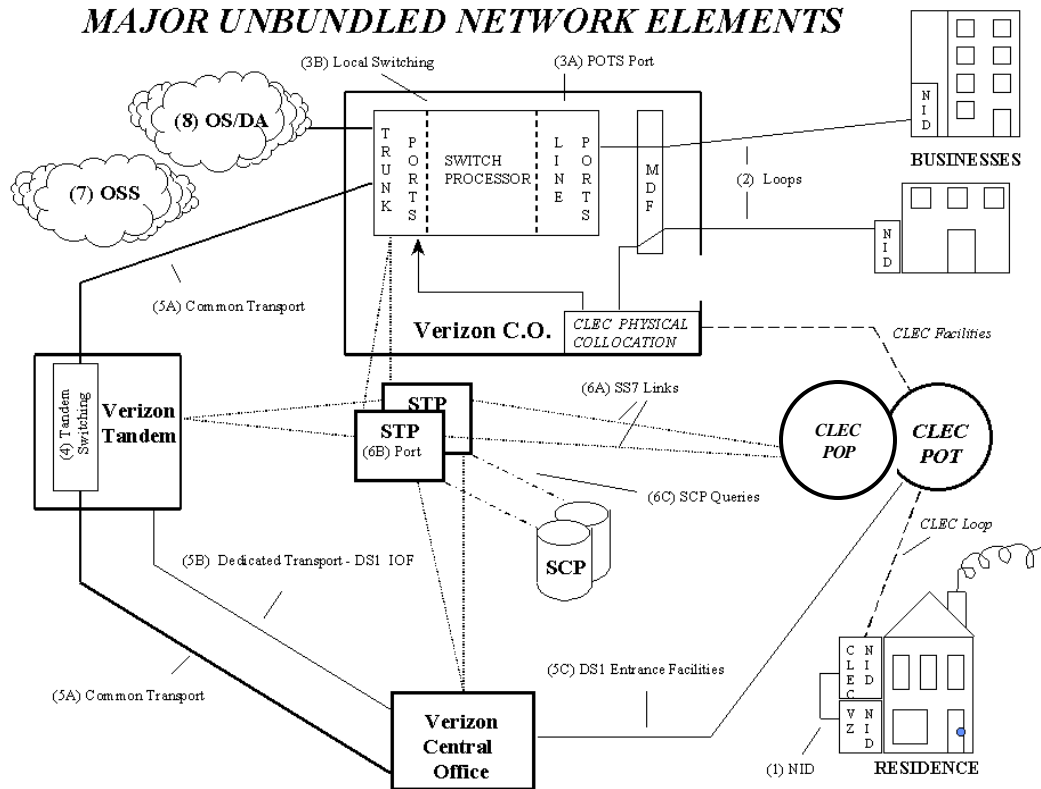 MAJOR UNBUNDLED NETWORK ELEMENTS
(3B) Local Switching
(3A) POTS Port
(8) OS/DA
(7) OSS
TRUNK
PORTS
SWITCH
PROCESSOR
LINE
PORTS
MDF
NID
BUSINESSES
(2) Loops
NID
(5A) Common Transport
Verizon C.O.
CLEC PHYSICAL
COLLOCATION
CLEC Facilities
(4) Tandem
Switching
Verizon
Tandem
STP
STP
(6B) Port
(6A) SS7 Links
CLEC
POP
CLEC
POT
(6C) SCP Queries
SCP
CLEC Loop
(5B) Dedicated Transport - DS1 IOF
(5A) Common Transport
(5C) DS1 Entrance Facilities
Verizon
Central
Office
CLEC
NID
VZ
NID
(1) NID
RESIDENCE